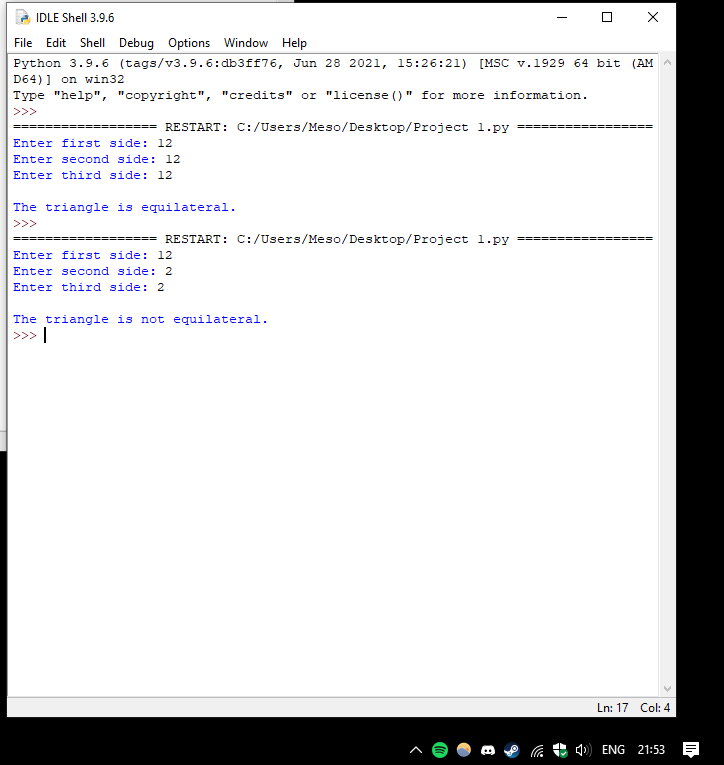 IDLE Shell 3.9.6
File Edit Shell Debug Options Window Help
Python 3.9.6 (tags/v3.9.6:db3ff76, Jun 28 2021, 15:26:21) [MSC v.1929 64 bit (AM
D64)] on win32
Type "help", "copyright", "credits" or "license()" for more information.
>>>
================== RESTART: C:/Users/Meso/Desktop/Project 1.py =================
Enter first side: 12
Enter second side: 12
Enter third side: 12
The triangle is equilateral.
>>>
================== RESTART: C:/Users/Meso/Desktop/Project 1.py =================
Enter first side: 12
Enter second side: 2
Enter third side: 2
The triangle is not equilateral.
>>>
Ln: 17 Col: 4
ENG 21:53